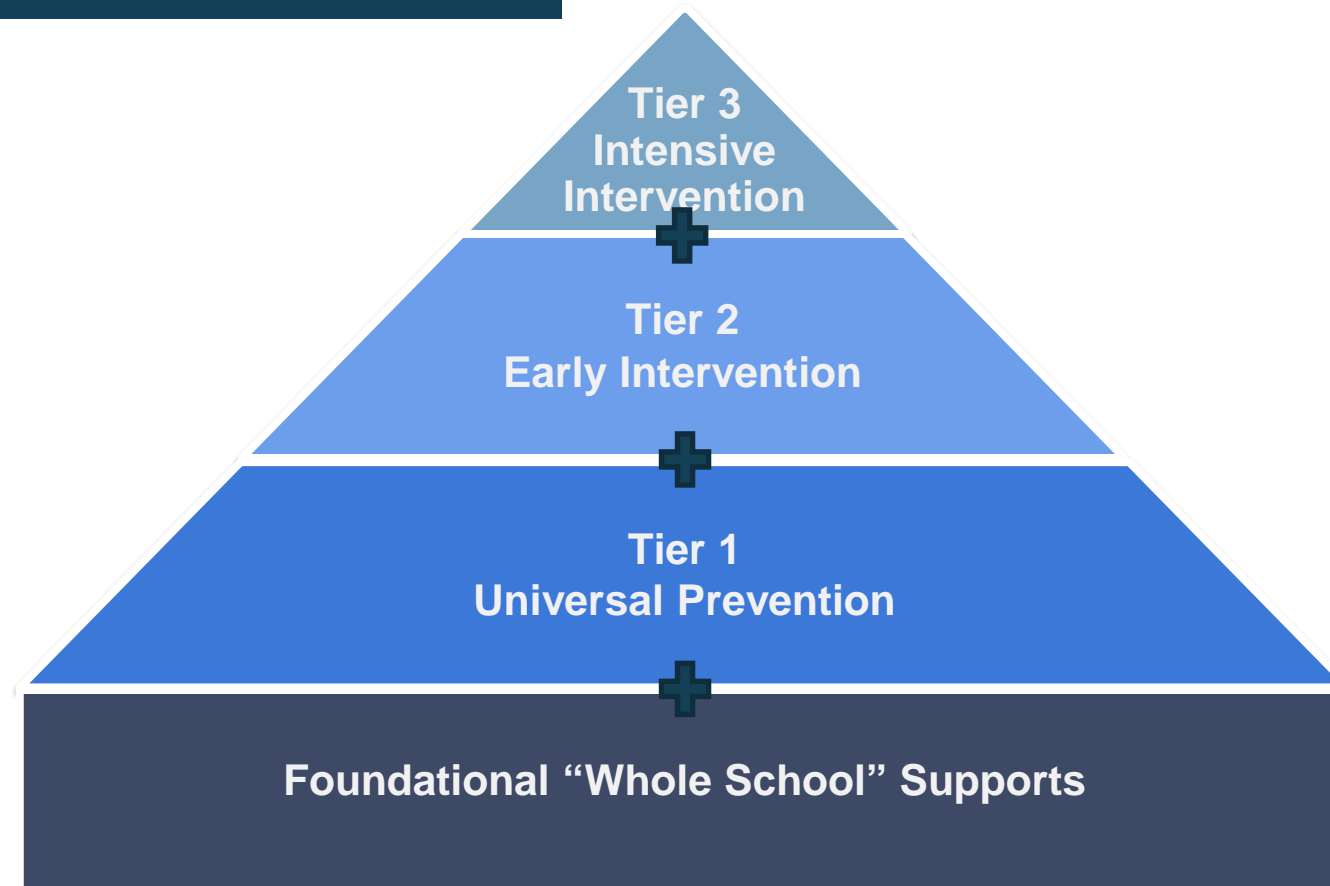 Tier 3
Intensive
Intervention
Tier 2
Early Intervention
Tier 1
Universal Prevention
Foundational “Whole School” Supports